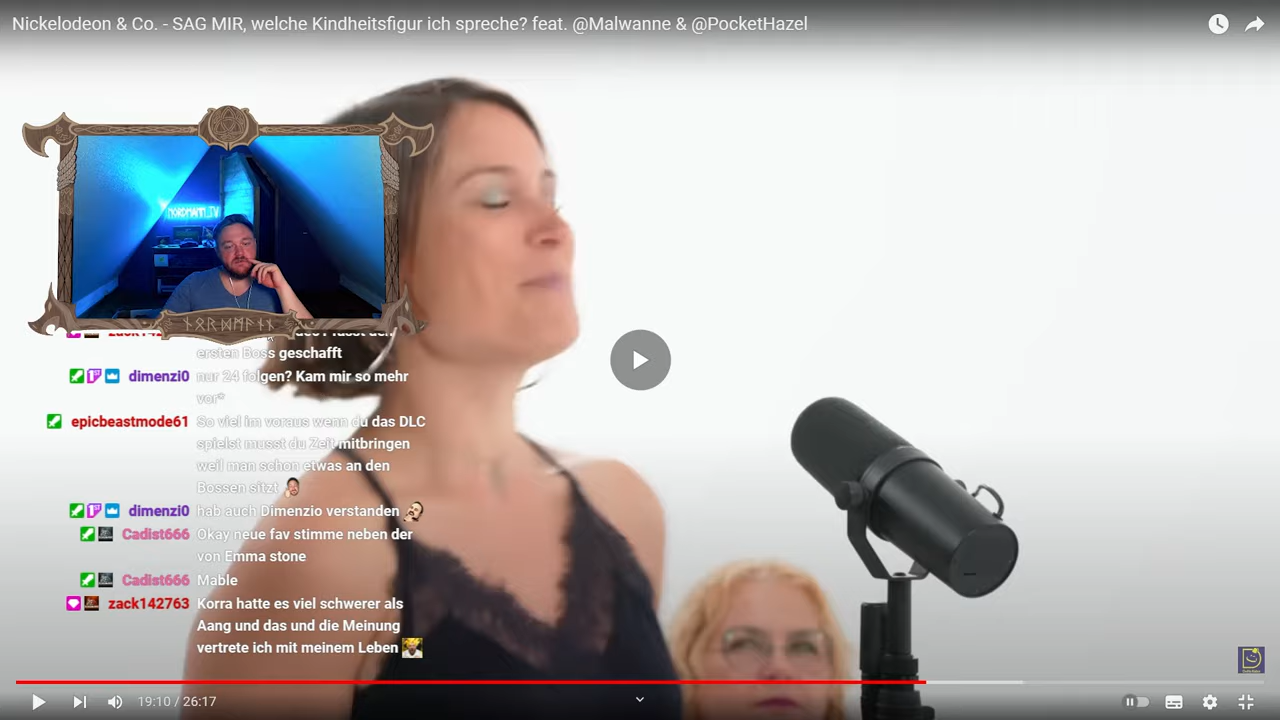 Nickelodeon & Co. - SAG MIR, welche Kindheitsfigur ich spreche? feat. @Malwanne & @PocketHazel
NORDMANN_TV
ᚾᛟᚱᛞᛗᚨᚾᚾ
ersten Boss geschafft
dimenzi0 nur 24 folgen? Kam mir so mehr
vor*
epicbeastmode61 So viel im voraus wenn du das DLC
spielst musst du Zeit mitbringen
weil man schon etwas an den
Bossen sitzt
dimenzi0 hab auch Dimenzio verstanden
Cadist666 Okay neue fav stimme neben der
von Emma stone
Cadist666 Mable
zack142763 Korra hatte es viel schwerer als
Aang und das und die Meinung
vertrete ich mit meinem Leben
19:10 / 26:17